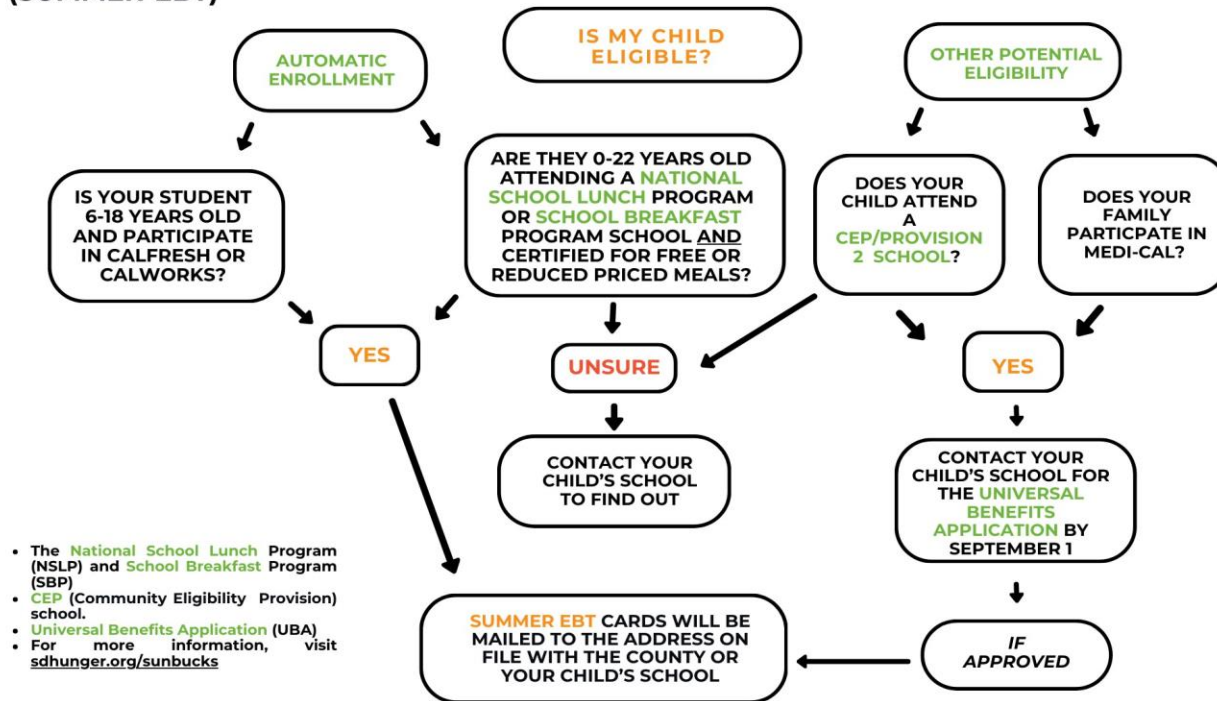 (SUMMER EBT)
IS MY CHILD
ELIGIBLE?
AUTOMATIC
ENROLLMENT
OTHER POTENTIAL
ELIGIBILITY
IS YOUR STUDENT
6-18 YEARS OLD
AND PARTICIPATE
IN CALFRESH OR
CALWORKS?
ARE THEY 0-22 YEARS OLD
ATTENDING A NATIONAL
SCHOOL LUNCH PROGRAM
OR SCHOOL BREAKFAST
PROGRAM SCHOOL AND
CERTIFIED FOR FREE OR
REDUCED PRICED MEALS?
DOES YOUR
CHILD ATTEND
A
CEP/PROVISION
2 SCHOOL?
DOES YOUR
FAMILY
PARTICPATE IN
MEDI-CAL?
YES
UNSURE
YES
CONTACT YOUR
CHILD'S SCHOOL
TO FIND OUT
CONTACT YOUR
CHILD'S SCHOOL FOR
THE UNIVERSAL
BENEFITS
APPLICATION BY
SEPTEMBER 1
• The National School Lunch Program
(NSLP) and School Breakfast Program
(SBP)
• CEP (Community Eligibility Provision)
school.
• Universal Benefits Application (UBA)
• For more information, visit
sdhunger.org/sunbucks
SUMMER EBT CARDS WILL BE
MAILED TO THE ADDRESS ON
FILE WITH THE COUNTY OR
YOUR CHILD'S SCHOOL
IF
APPROVED